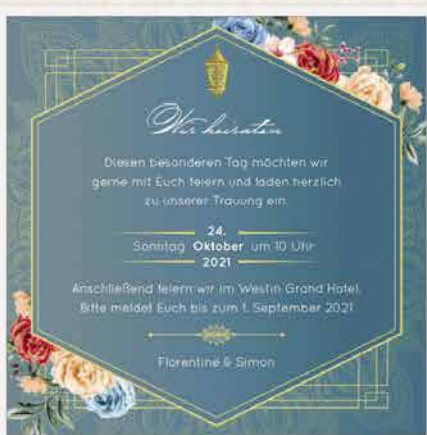 Wir heiraten
Diesen besonderen Tag möchten wir
gerne mit Euch feiern und laden herzlich
zu unserer Trauung ein.
24.
Sonntag Oktober um 10 Uhr
2021
Anschließend feiern wir im Westin Grand Hotel.
Bitte meldet Euch bis zum 1. September 2021
Florentine & Simon